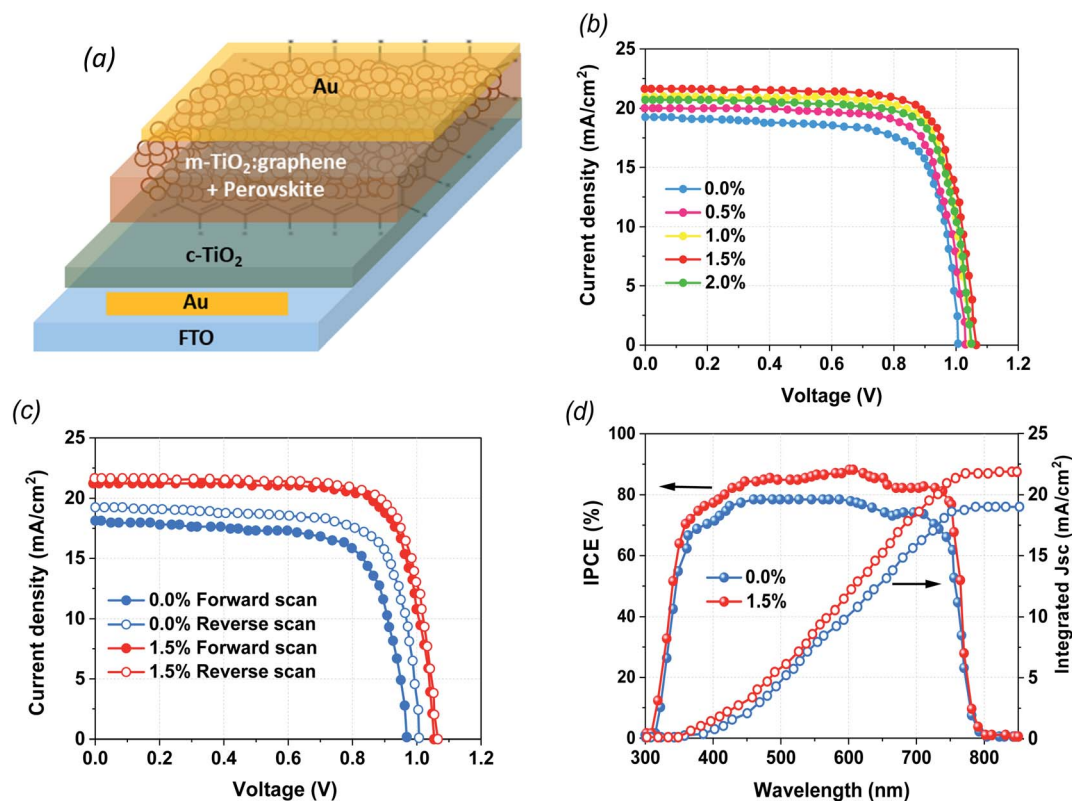 (a)
Au
m-TiO₂:graphene
+ Perovskite
c-TiO₂
Au
FTO
(b)
25
20
15
10
5
0
0.0 0.2 0.4 0.6 0.8 1.0 1.2
Current density (mA/cm²)
Voltage (V)
0.0%
0.5%
1.0%
1.5%
2.0%
(c)
25
20
15
10
5
0
0.0 0.2 0.4 0.6 0.8 1.0 1.2
Current density (mA/cm²)
Voltage (V)
0.0% Forward scan
0.0% Reverse scan
1.5% Forward scan
1.5% Reverse scan
(d)
100
80
60
40
20
0
25
20
15
10
5
0
300 400 500 600 700 800
IPCE (%)
Integrated Jsc (mA/cm²)
Wavelength (nm)
0.0%
1.5%